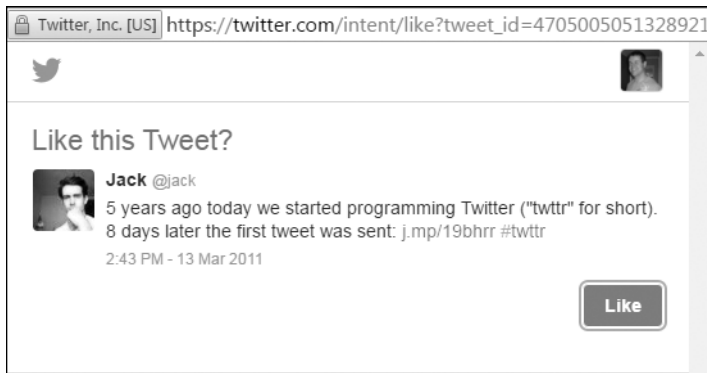 Twitter, Inc. [US] https://twitter.com/intent/like?tweet_id=4705005051328921
Like this Tweet?
Jack @jack
5 years ago today we started programming Twitter ("twttr" for short).
8 days later the first tweet was sent: j.mp/19bhrr #twttr
2:43 PM - 13 Mar 2011
Like